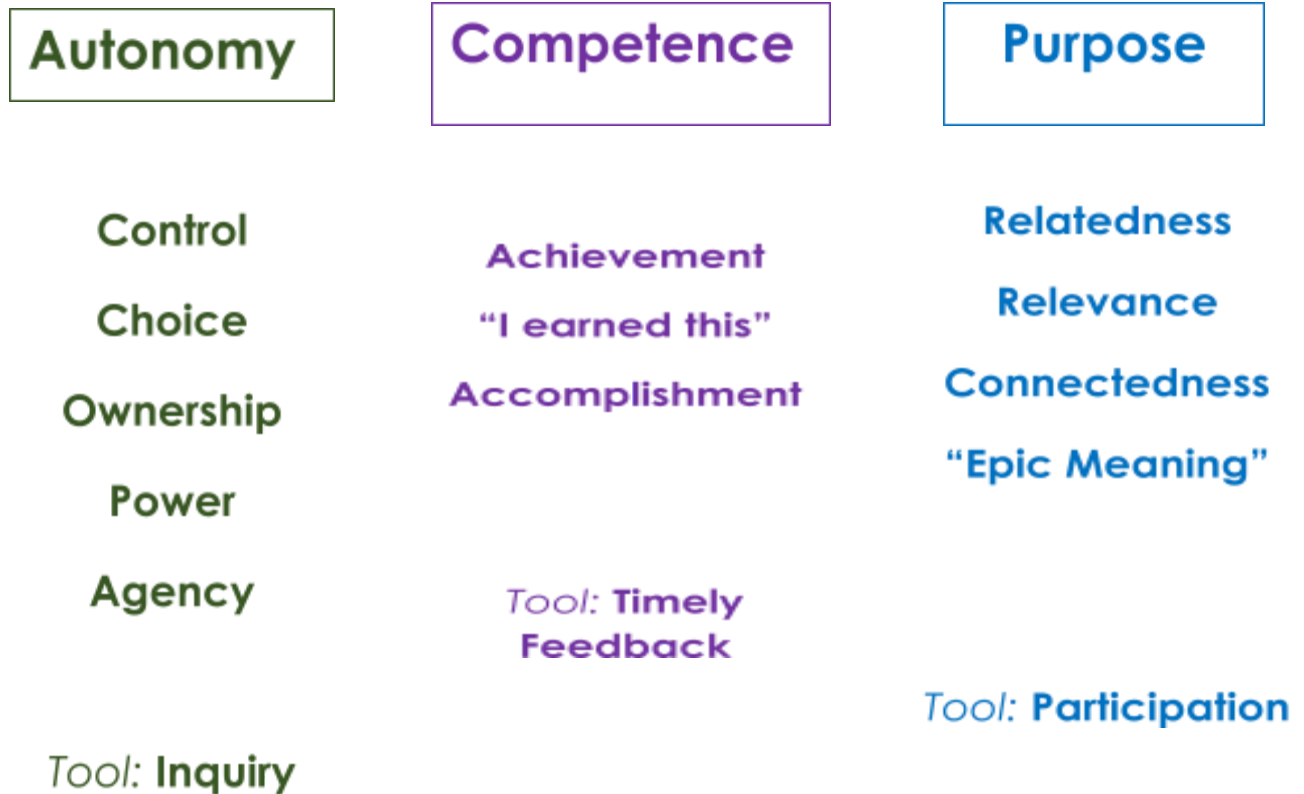 Autonomy
Control
Choice
Ownership
Power
Agency
Tool: Inquiry
Competence
Achievement
“I earned this”
Accomplishment
Tool: Timely
Feedback
Purpose
Relatedness
Relevance
Connectedness
“Epic Meaning”
Tool: Participation